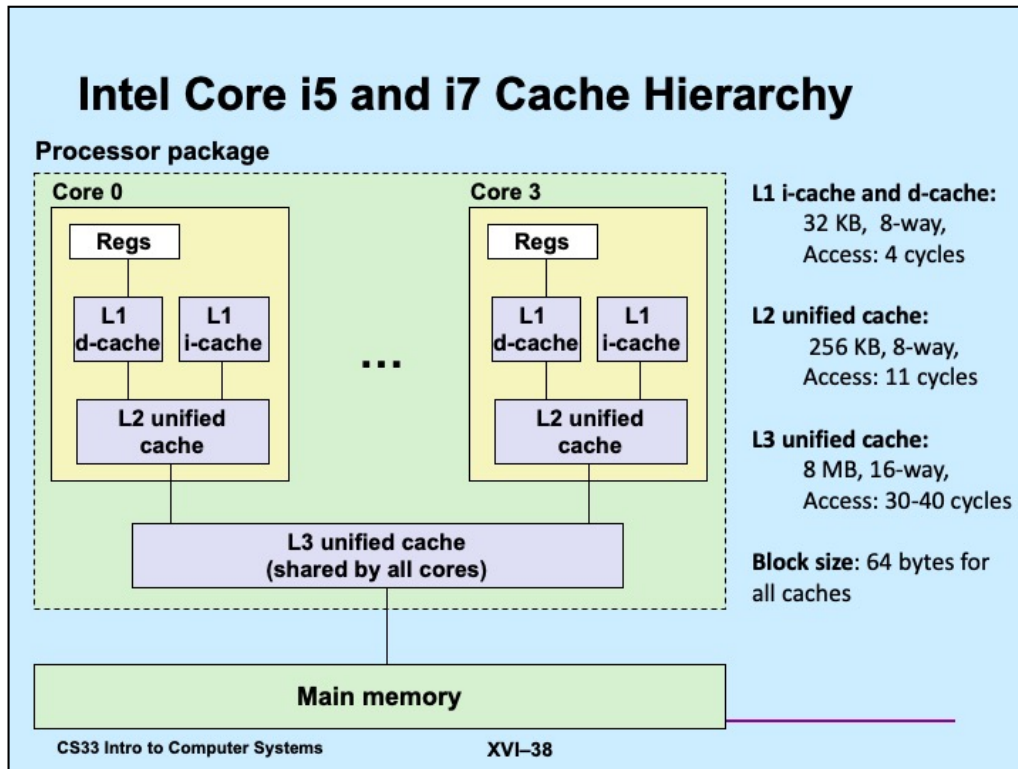 Intel Core i5 and i7 Cache Hierarchy
Processor package
Core 0
Regs
L1
d-cache
L1
i-cache
L2 unified
cache
...
Core 3
Regs
L1
d-cache
L1
i-cache
L2 unified
cache
L3 unified cache
(shared by all cores)
Main memory
L1 i-cache and d-cache:
32 KB, 8-way,
Access: 4 cycles
L2 unified cache:
256 KB, 8-way,
Access: 11 cycles
L3 unified cache:
8 MB, 16-way,
Access: 30-40 cycles
Block size: 64 bytes for
all caches
CS33 Intro to Computer Systems
XVI–38